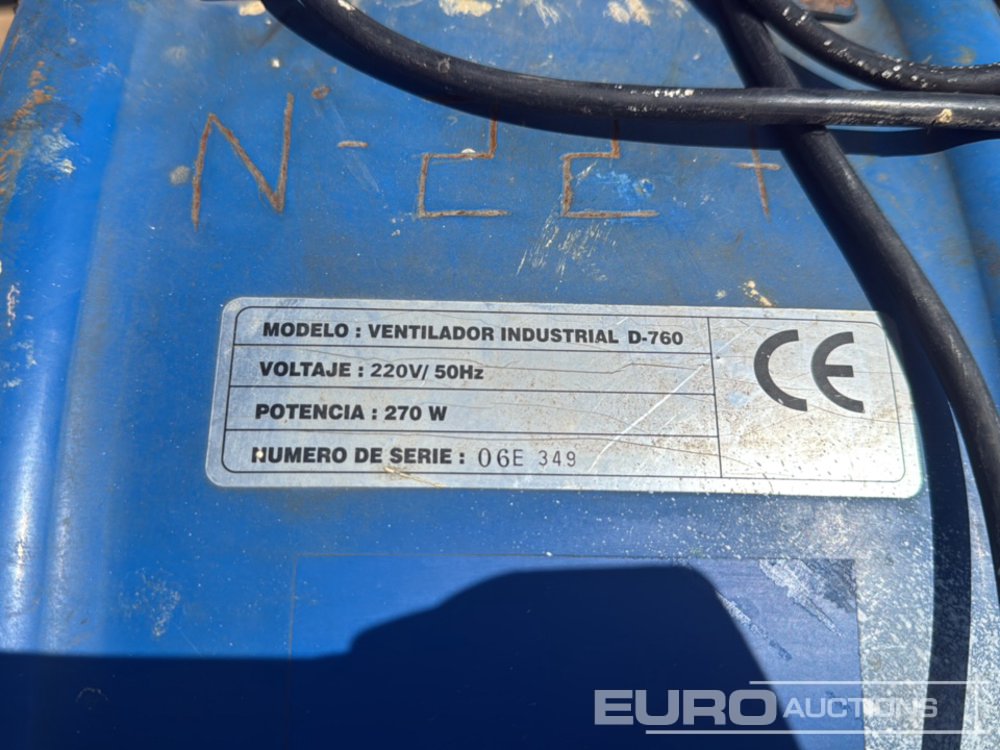 N-22
MODELO : VENTILADOR INDUSTRIAL D-760
VOLTAJE : 220V/ 50Hz
POTENCIA : 270 W
NUMERO DE SERIE : 06E 349
CE
EURO AUCTIONS